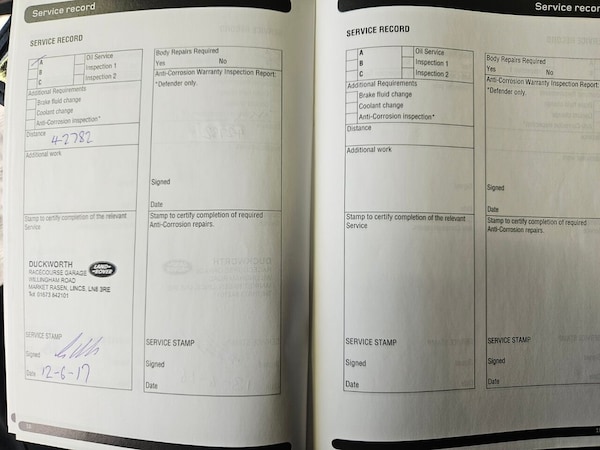 Service record
SERVICE RECORD
A Oil Service
B Inspection 1
C Inspection 2
Additional Requirements
Brake fluid change
Coolant change
Anti-Corrosion inspection*
Distance
42782
Additional work
Stamp to certify completion of the relevant
Service
DUCKWORTH
LAND-
ROVER
RACECOURSE GARAGE
WILLINGHAM ROAD
MARKET RASEN, LINCS, LN8 3RE
Tel: 01673 842101
SERVICE STAMP
Signed
Date 12-6-17
Body Repairs Required
Yes No
Anti-Corrosion Warranty Inspection Report:
*Defender only.
Signed
Date
Stamp to certify completion of required
Anti-Corrosion repairs.
SERVICE STAMP
Signed
Date
Service record
SERVICE RECORD
A Oil Service
B Inspection 1
C Inspection 2
Additional Requirements
Brake fluid change
Coolant change
Anti-Corrosion inspection*
Distance
Additional work
Stamp to certify completion of the relevant
Service
SERVICE STAMP
Signed
Date
Body Repairs Required
Yes No
Anti-Corrosion Warranty Inspection Report:
*Defender only.
Signed
Date
Stamp to certify completion of required
Anti-Corrosion repairs.
SERVICE STAMP
Signed
Date